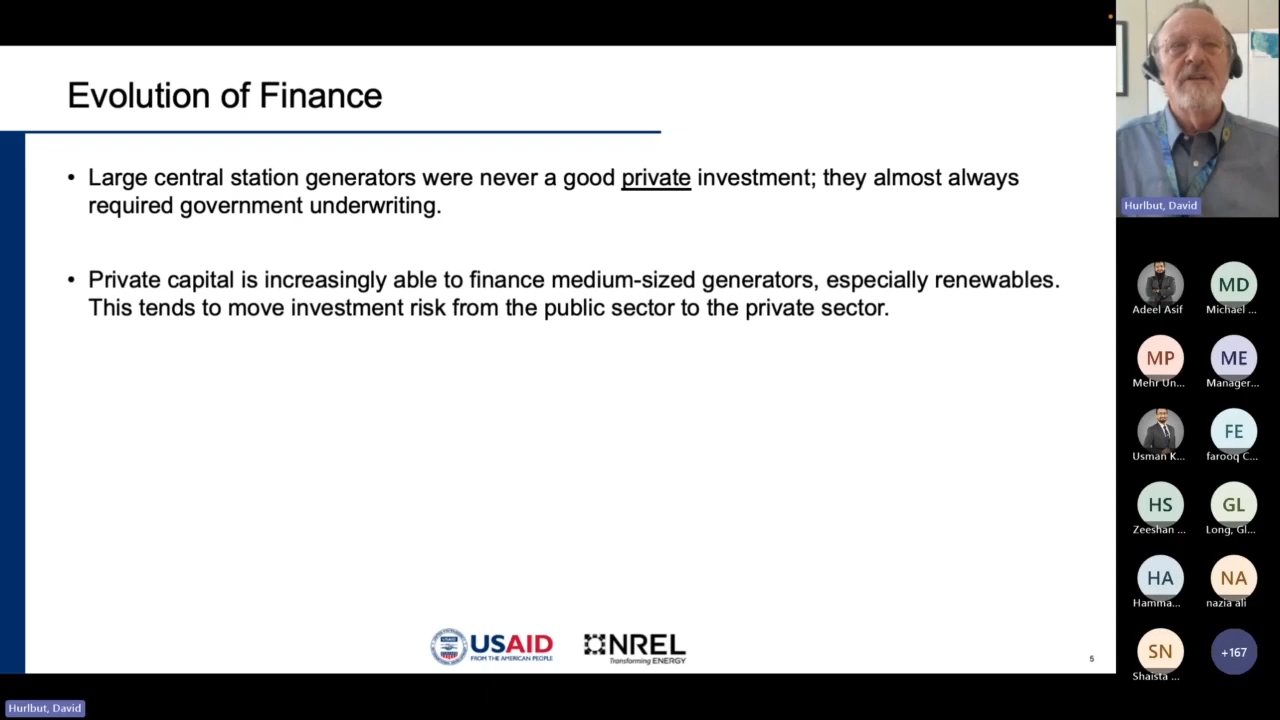 Evolution of Finance
• Large central station generators were never a good private investment; they almost always
required government underwriting.
• Private capital is increasingly able to finance medium-sized generators, especially renewables.
This tends to move investment risk from the public sector to the private sector.
USAID
FROM THE AMERICAN PEOPLE
NREL
Transforming ENERGY
5
Hurlbut, David
Adeel Asif
MD
Michael ...
MP
Mehr Un...
ME
Manager...
Usman K...
FE
farooq C...
HS
Zeeshan ...
GL
Long, Gl...
HA
Hamma...
NA
nazia ali
SN
Shaista ...
+167
Hurlbut, David